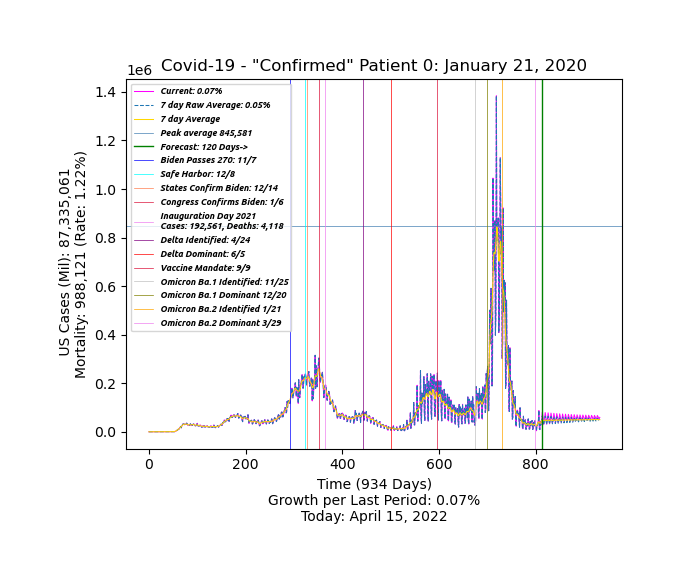 Covid-19 - "Confirmed" Patient 0: January 21, 2020
1e6
1.4
1.2
1.0
0.8
0.6
0.4
0.2
0.0
US Cases (Mil): 87,335,061
Mortality: 988,121 (Rate: 1.22%)
Current: 0.07%
7 day Raw Average: 0.05%
7 day Average
Peak average 845,581
Forecast: 120 Days->
Biden Passes 270: 11/7
Safe Harbor: 12/8
States Confirm Biden: 12/14
Congress Confirms Biden: 1/6
Inauguration Day 2021
Cases: 192,561, Deaths: 4,118
Delta Identified: 4/24
Delta Dominant: 6/5
Vaccine Mandate: 9/9
Omicron Ba.1 Identified: 11/25
Omicron Ba.1 Dominant 12/20
Omicron Ba.2 Identified 1/21
Omicron Ba.2 Dominant 3/29
0
200
400
600
800
Time (934 Days)
Growth per Last Period: 0.07%
Today: April 15, 2022